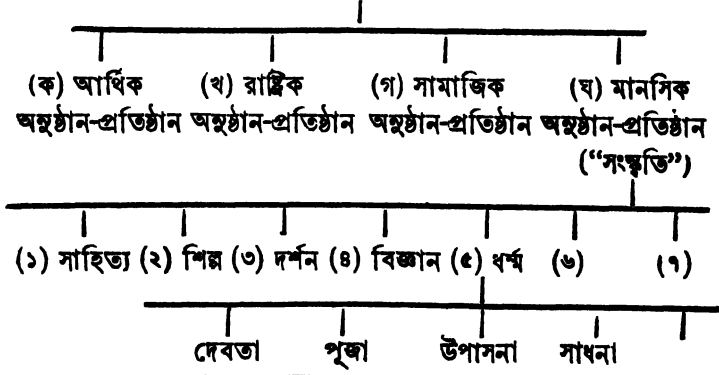 (ক) আর্থিক (খ) রাষ্ট্রিক (গ) সামাজিক (ঘ) মানসিক
অনুষ্ঠান-প্রতিষ্ঠান অনুষ্ঠান-প্রতিষ্ঠান অনুষ্ঠান-প্রতিষ্ঠান অনুষ্ঠান-প্রতিষ্ঠান
(“সংস্কৃতি”)
(১) সাহিত্য (২) শিল্প (৩) দর্শন (৪) বিজ্ঞান (৫) ধর্ম্ম (৬) (৭)
দেবতা পূজা উপাসনা সাধনা